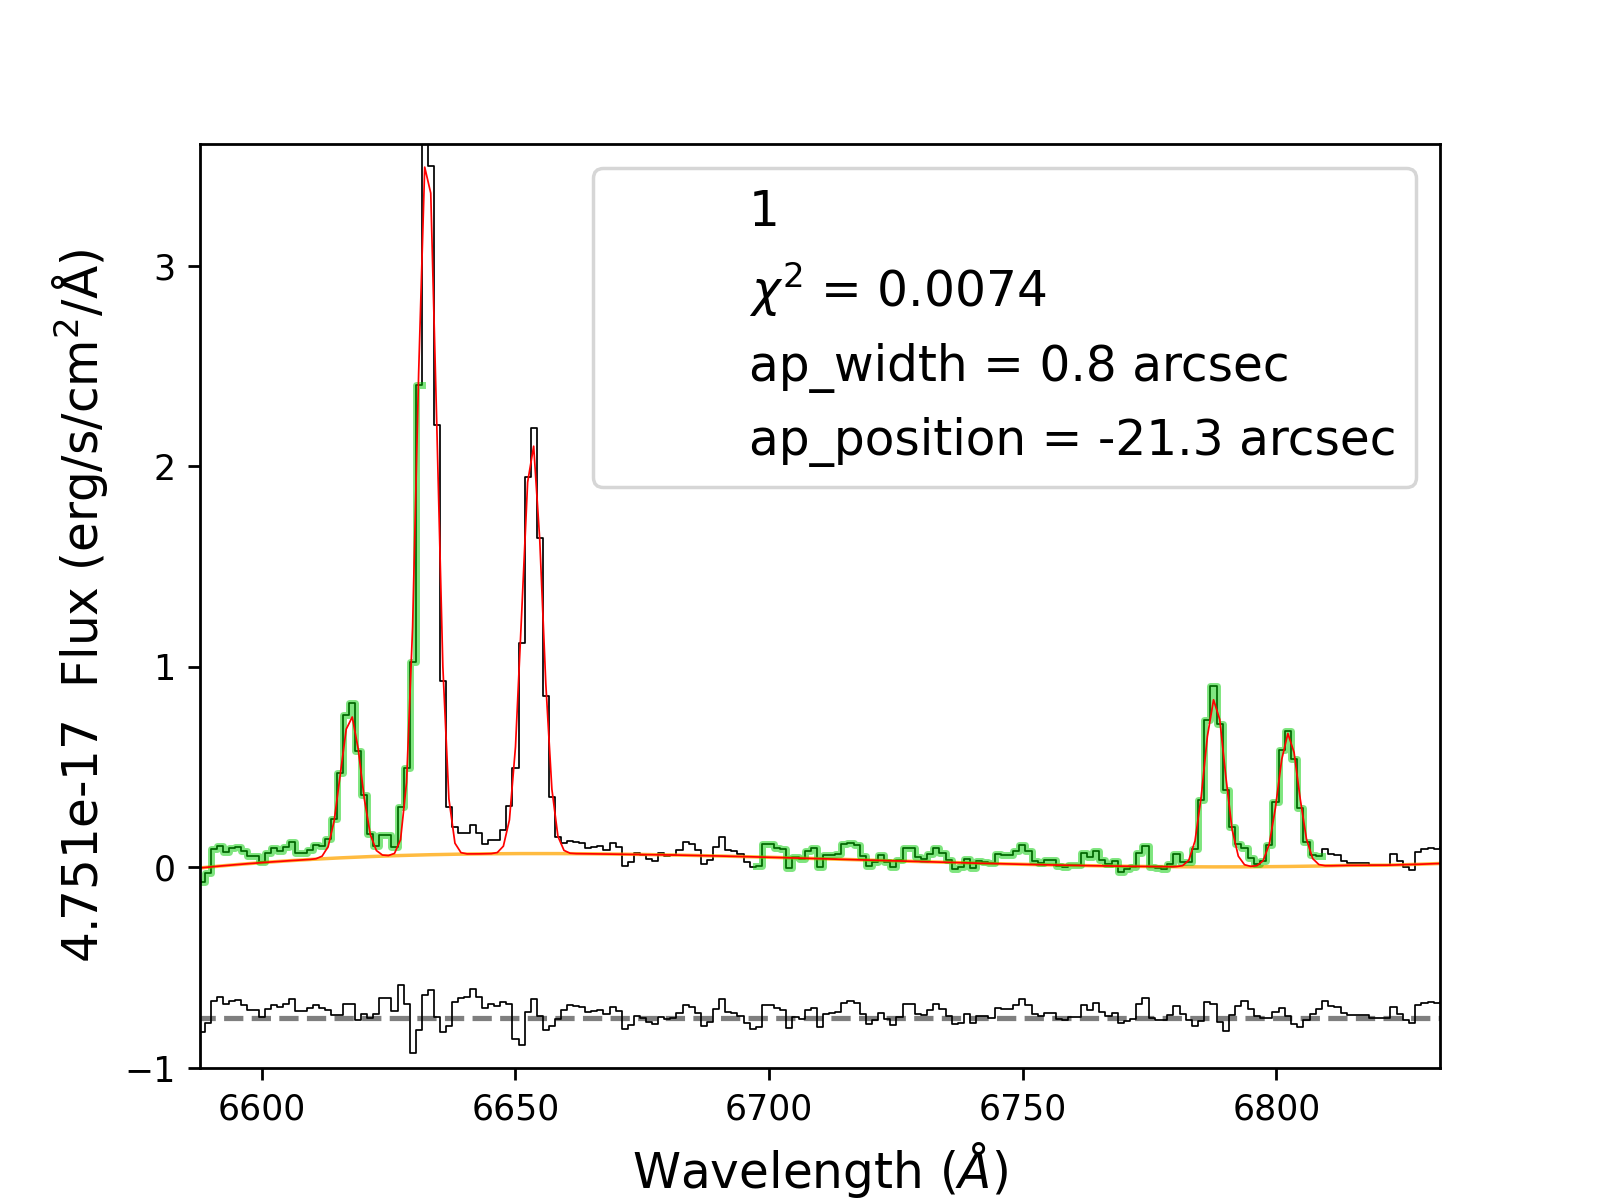 1
χ² = 0.0074
ap_width = 0.8 arcsec
ap_position = -21.3 arcsec
4.751e-17 Flux (erg/s/cm²/Å)
3
2
1
0
−1
6600 6650 6700 6750 6800
Wavelength (Å)